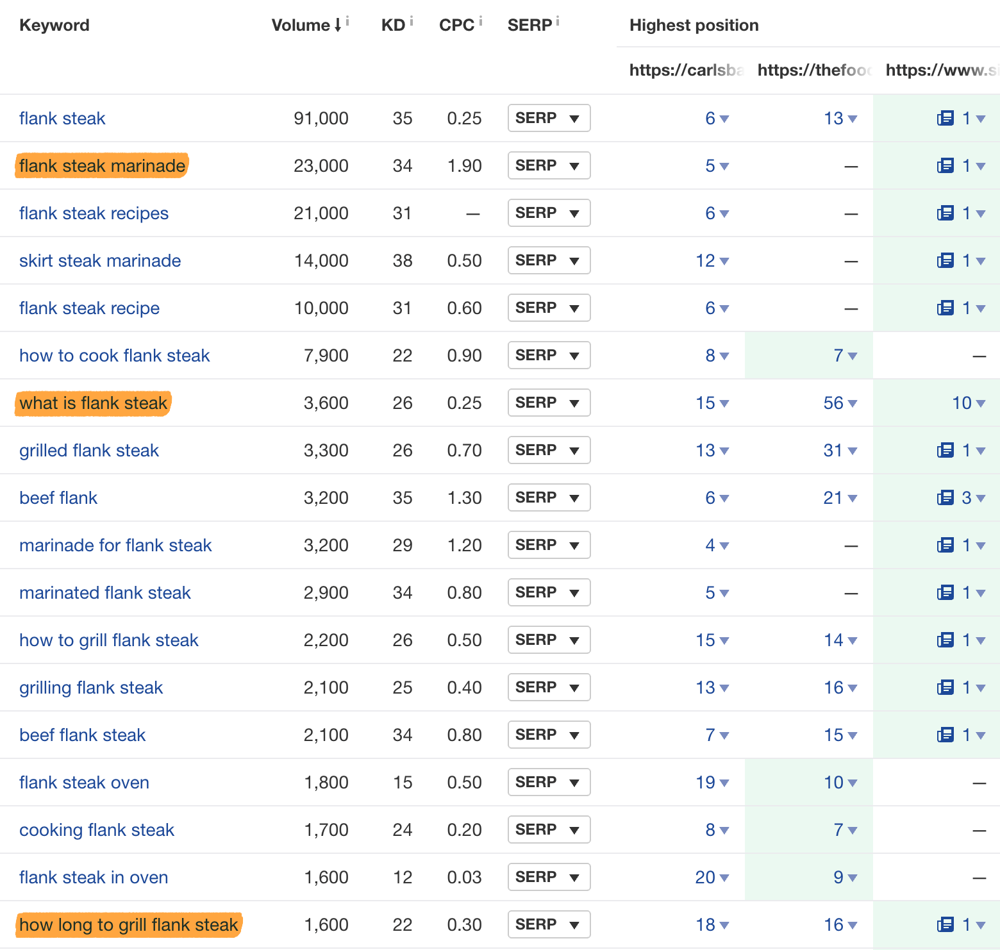 Keyword Volume ↓ i KD i CPC i SERP i Highest position
https://carlsba https://thefood https://www.si
flank steak 91,000 35 0.25 SERP ▼ 6 ▼ 13 ▼ 1 ▼
flank steak marinade 23,000 34 1.90 SERP ▼ 5 ▼ — 1 ▼
flank steak recipes 21,000 31 — SERP ▼ 6 ▼ — 1 ▼
skirt steak marinade 14,000 38 0.50 SERP ▼ 12 ▼ — 1 ▼
flank steak recipe 10,000 31 0.60 SERP ▼ 6 ▼ — 1 ▼
how to cook flank steak 7,900 22 0.90 SERP ▼ 8 ▼ 7 ▼ —
what is flank steak 3,600 26 0.25 SERP ▼ 15 ▼ 56 ▼ 10 ▼
grilled flank steak 3,300 26 0.70 SERP ▼ 13 ▼ 31 ▼ 1 ▼
beef flank 3,200 35 1.30 SERP ▼ 6 ▼ 21 ▼ 3 ▼
marinade for flank steak 3,200 29 1.20 SERP ▼ 4 ▼ — 1 ▼
marinated flank steak 2,900 34 0.80 SERP ▼ 5 ▼ — 1 ▼
how to grill flank steak 2,200 26 0.50 SERP ▼ 15 ▼ 14 ▼ 1 ▼
grilling flank steak 2,100 25 0.40 SERP ▼ 13 ▼ 16 ▼ 1 ▼
beef flank steak 2,100 34 0.80 SERP ▼ 7 ▼ 15 ▼ 1 ▼
flank steak oven 1,800 15 0.50 SERP ▼ 19 ▼ 10 ▼ —
cooking flank steak 1,700 24 0.20 SERP ▼ 8 ▼ 7 ▼ —
flank steak in oven 1,600 12 0.03 SERP ▼ 20 ▼ 9 ▼ —
how long to grill flank steak 1,600 22 0.30 SERP ▼ 18 ▼ 16 ▼ 1 ▼